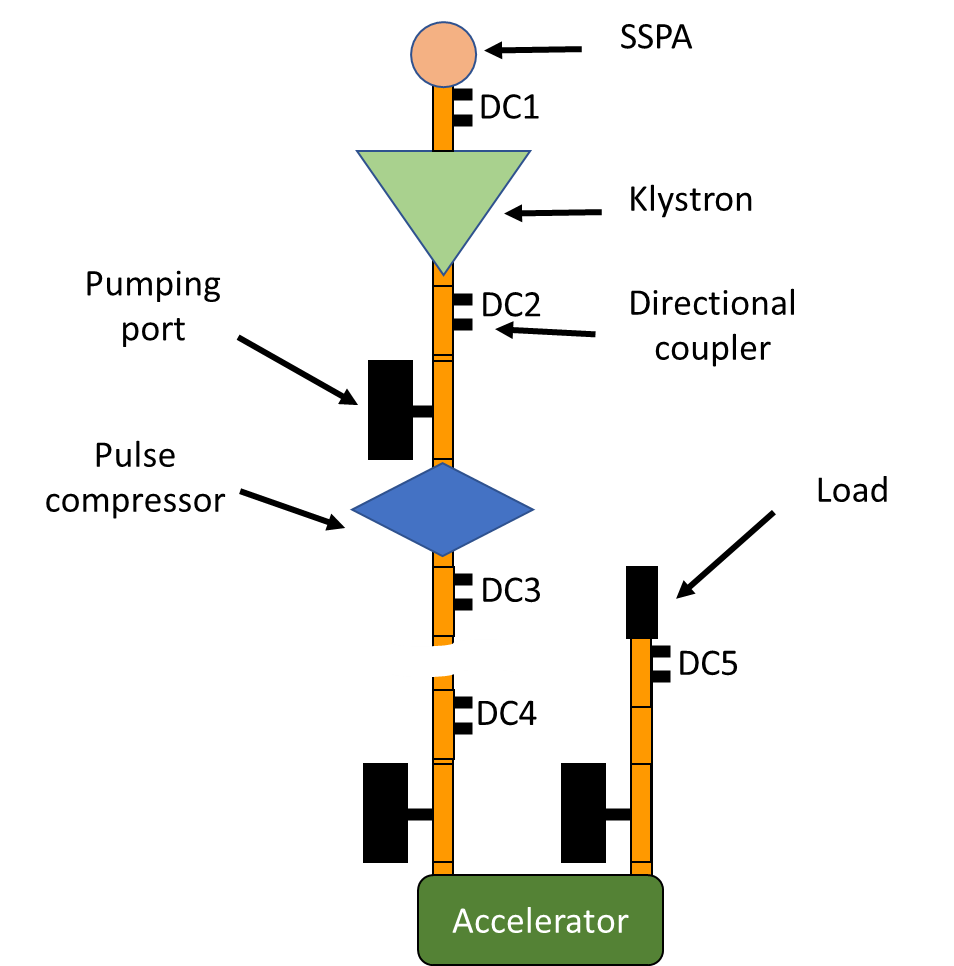 SSPA
DC1
Klystron
Pumping
port
DC2
Directional
coupler
Pulse
compressor
Load
DC3
DC5
DC4
Accelerator